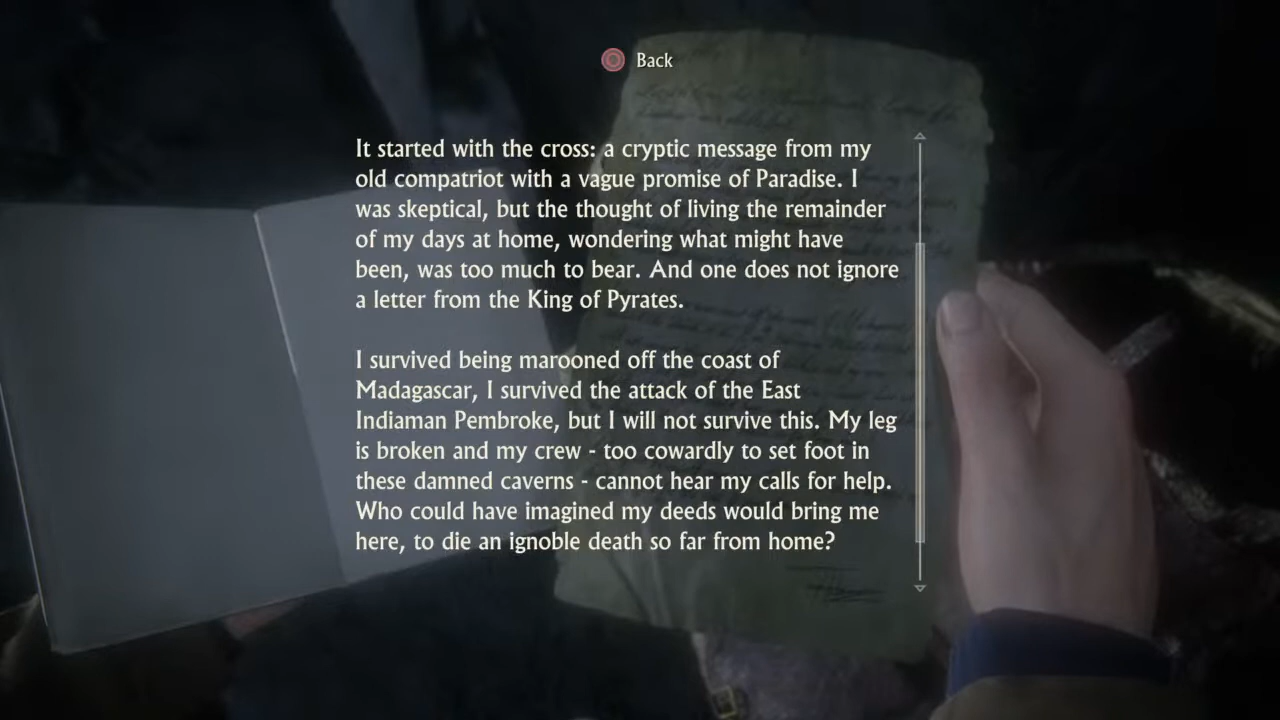 Back
It started with the cross: a cryptic message from my
old compatriot with a vague promise of Paradise. I
was skeptical, but the thought of living the remainder
of my days at home, wondering what might have
been, was too much to bear. And one does not ignore
a letter from the King of Pyrates.
I survived being marooned off the coast of
Madagascar, I survived the attack of the East
Indiaman Pembroke, but I will not survive this. My leg
is broken and my crew - too cowardly to set foot in
these damned caverns - cannot hear my calls for help.
Who could have imagined my deeds would bring me
here, to die an ignoble death so far from home?